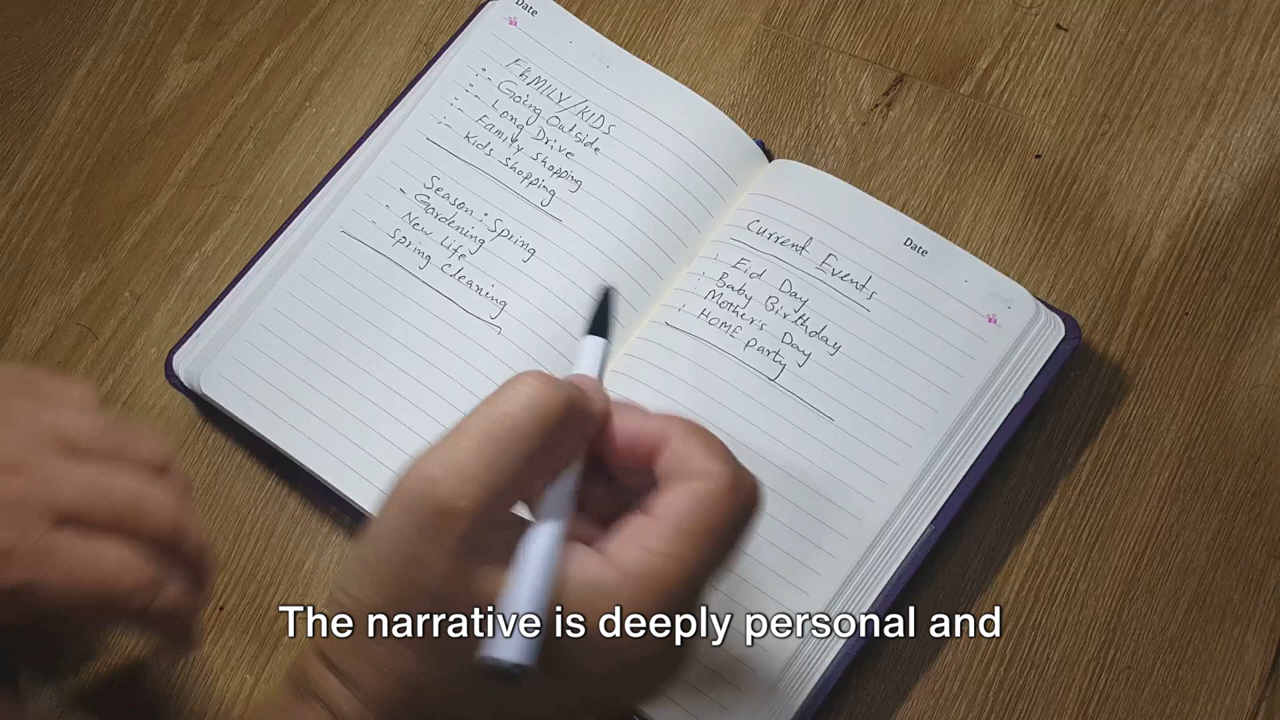 Date
FAMILY/KIDS
:- Going Outside
:- Long Drive
:- Family shopping
:- Kids shopping
Season: Spring
- Gardening
- New Life
- Spring Cleaning
Date
Current Events
: Eid Day
: Baby Birthday
: Mother's Day
: HOME party
The narrative is deeply personal and